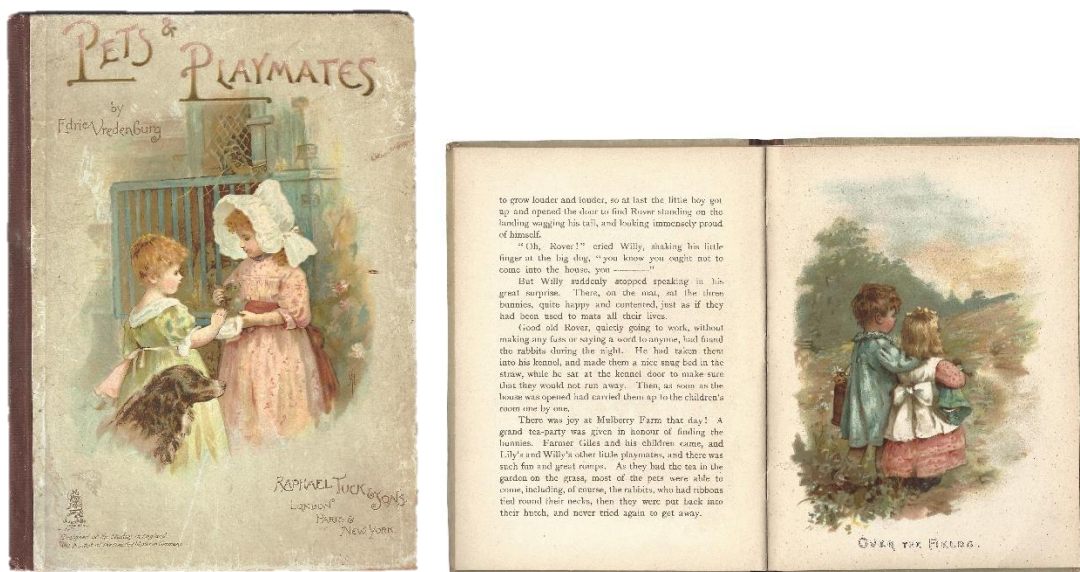 PETS &
PLAYMATES
by
Edric Vredenburg
RAPHAEL TUCK & SONS.
LONDON
PARIS &
NEW YORK
to grow louder and louder, so at last the little boy got
up and opened the door to find Rover standing on the
landing wagging his tail, and looking immensely proud
of himself.
"Oh, Rover!" cried Willy, shaking his little
finger at the big dog, "you know you ought not to
come into the house, you ———"
But Willy suddenly stopped speaking in his
great surprise. There, on the mat, sat the three
bunnies, quite happy and contented, just as if they
had been used to mats all their lives.
Good old Rover, quietly going to work, without
making any fuss or saying a word to anyone, had found
the rabbits during the night. He had taken them
into his kennel, and made them a nice snug bed in the
straw, while he sat at the kennel door to make sure
that they would not run away. Then, as soon as the
house was opened had carried them up to the children's
room one by one.
There was joy at Mulberry Farm that day! A
grand tea-party was given in honour of finding the
bunnies. Farmer Giles and his children came, and
Lily's and Willy's other little playmates, and there was
such fun and great romps. As they had the tea in the
garden on the grass, most of the pets were able to
come, including, of course, the rabbits, who had ribbons
tied round their necks, then they were put back into
their hutch, and never tried again to get away.
OVER THE FIELDS.